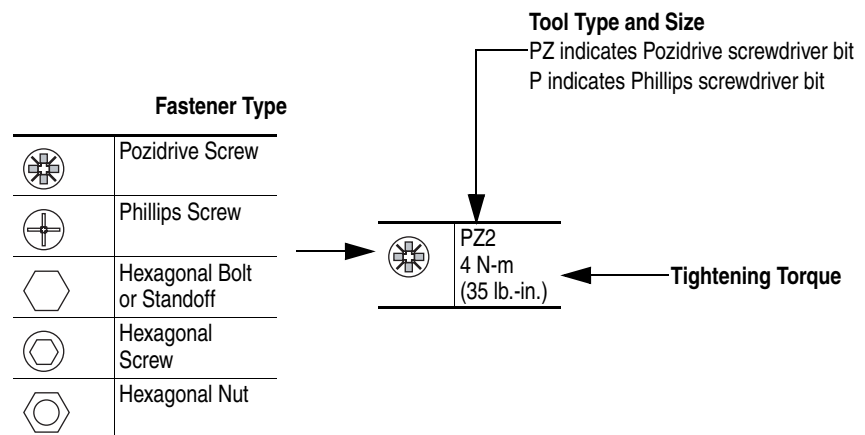 Tool Type and Size
PZ indicates Pozidrive screwdriver bit
P indicates Phillips screwdriver bit
Fastener Type
Pozidrive Screw
Phillips Screw
Hexagonal Bolt
or Standoff
Hexagonal
Screw
Hexagonal Nut
PZ2
4 N-m
(35 lb.-in.)
Tightening Torque